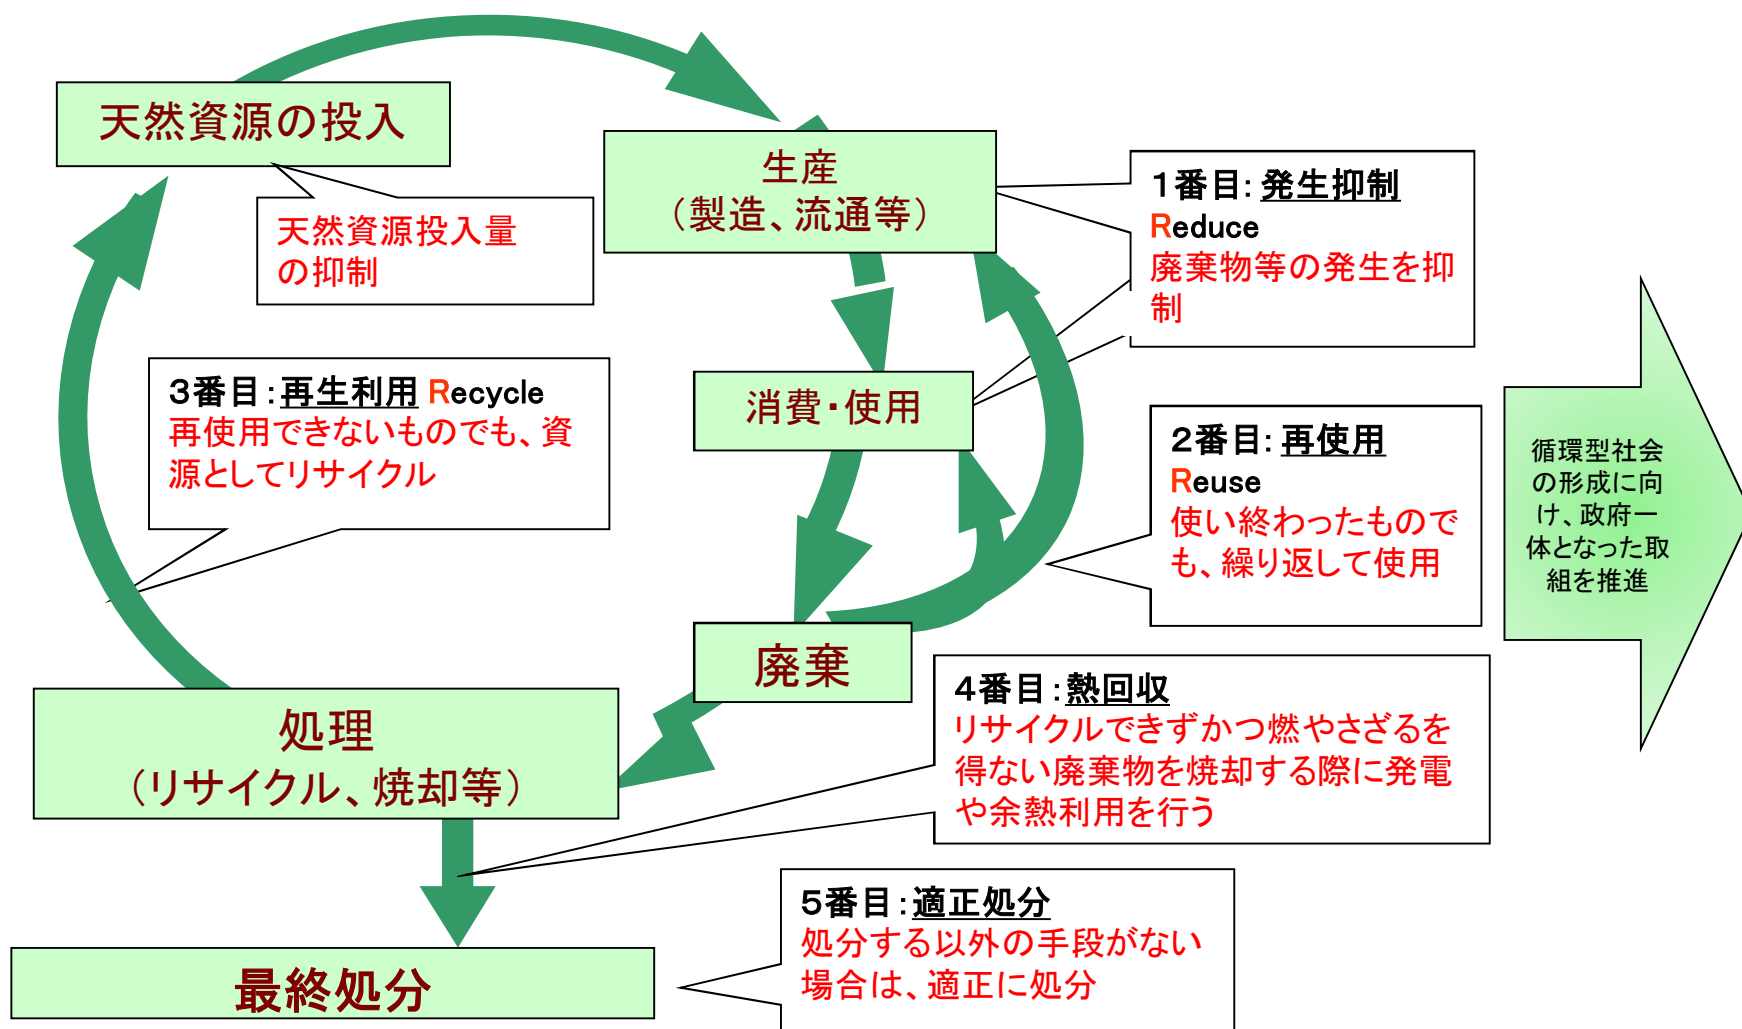 天然資源の投入
天然資源投入量
の抑制
生産
（製造、流通等）
1番目：発生抑制
Reduce
廃棄物等の発生を抑
制
3番目：再生利用 Recycle
再使用できないものでも、資
源としてリサイクル
消費・使用
2番目：再使用
Reuse
使い終わったもので
も、繰り返して使用
循環型社会
の形成に向
け、政府一
体となった取
組を推進
廃棄
処理
（リサイクル、焼却等）
4番目：熱回収
リサイクルできずかつ燃やさざるを
得ない廃棄物を焼却する際に発電
や余熱利用を行う
5番目：適正処分
処分する以外の手段がない
場合は、適正に処分
最終処分